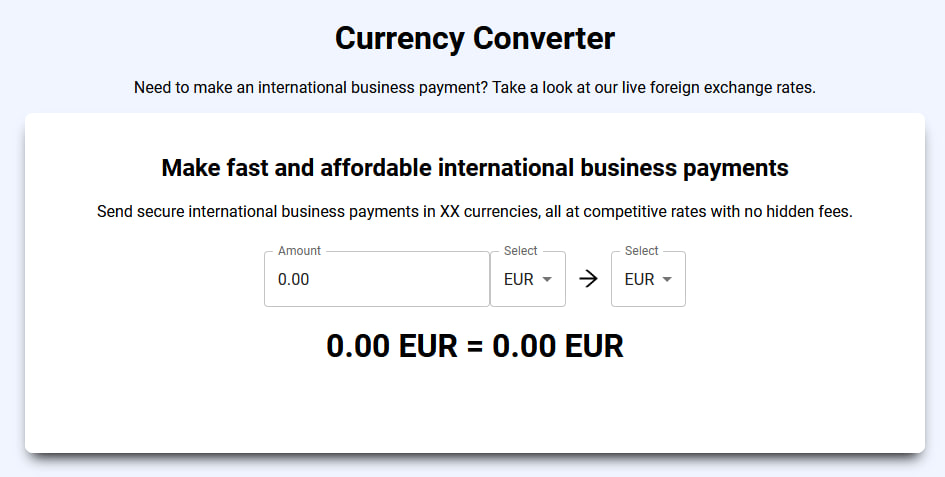 Currency Converter
Need to make an international business payment? Take a look at our live foreign exchange rates.
Make fast and affordable international business payments
Send secure international business payments in XX currencies, all at competitive rates with no hidden fees.
Amount Select Select
0.00 EUR → EUR
0.00 EUR = 0.00 EUR